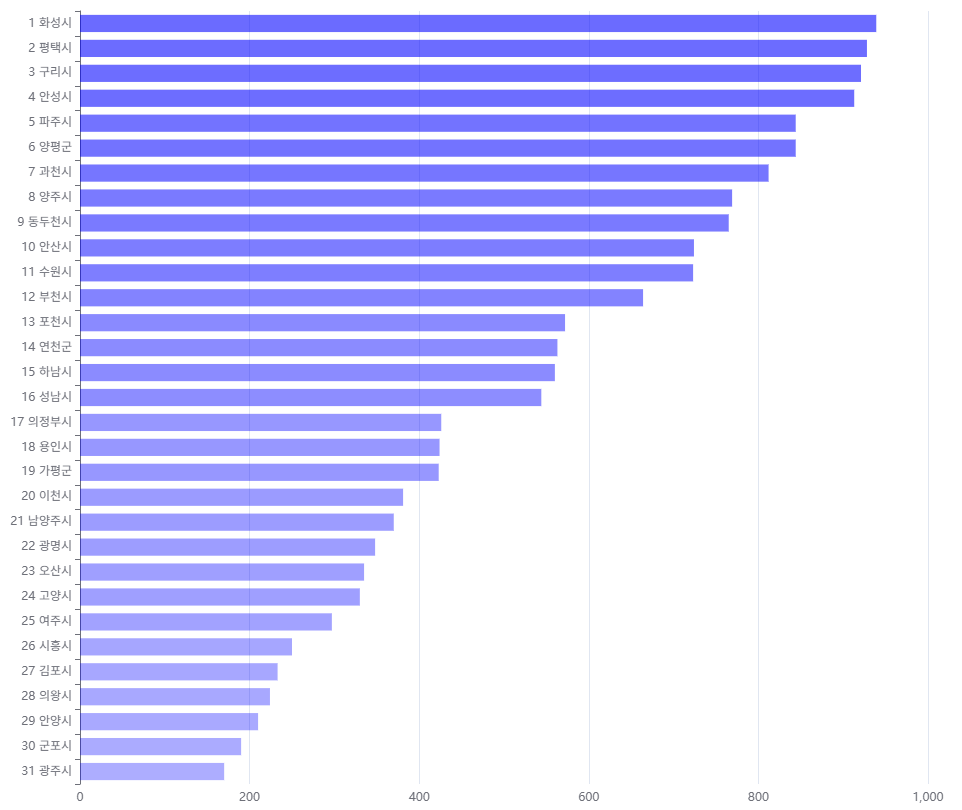 1 화성시
2 평택시
3 구리시
4 안성시
5 파주시
6 양평군
7 과천시
8 양주시
9 동두천시
10 안산시
11 수원시
12 부천시
13 포천시
14 연천군
15 하남시
16 성남시
17 의정부시
18 용인시
19 가평군
20 이천시
21 남양주시
22 광명시
23 오산시
24 고양시
25 여주시
26 시흥시
27 김포시
28 의왕시
29 안양시
30 군포시
31 광주시
0 200 400 600 800 1,000